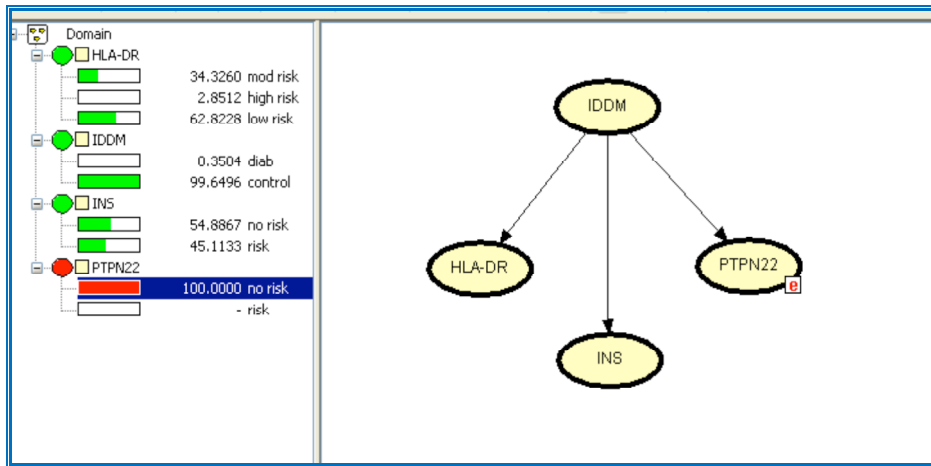 Domain
HLA-DR
34.3260 mod risk
2.8512 high risk
62.8228 low risk
IDDM
0.3504 diab
99.6496 control
INS
54.8867 no risk
45.1133 risk
PTPN22
100.0000 no risk
- risk
IDDM
HLA-DR
PTPN22
e
INS